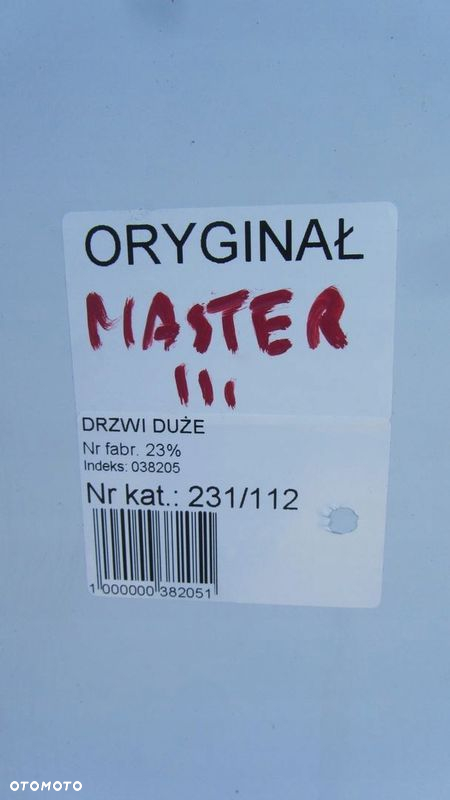 ORYGINAŁ
MASTER
III
DRZWI DUŻE
Nr fabr. 23%
Indeks: 038205
Nr kat.: 231/112
1 000000 382051
OTOMOTO